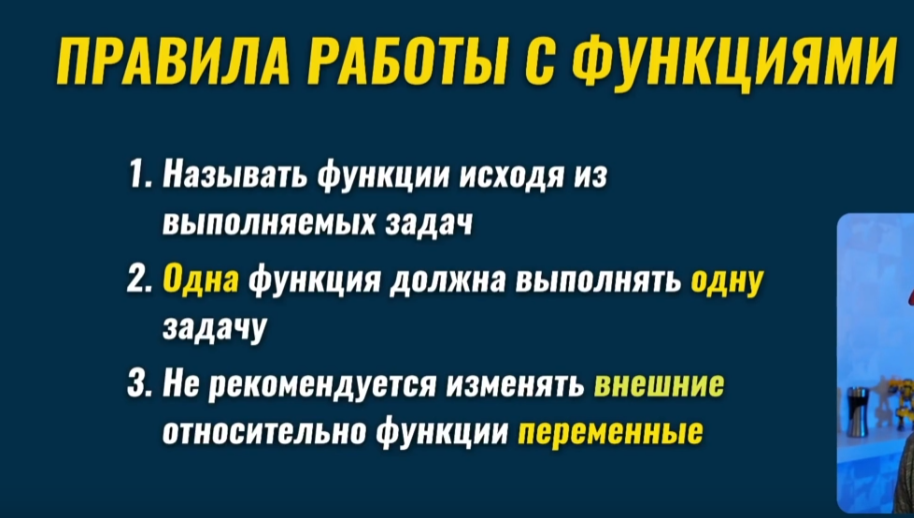 ПРАВИЛА РАБОТЫ С ФУНКЦИЯМИ
1. Называть функции исходя из
выполняемых задач
2. Одна функция должна выполнять одну
задачу
3. Не рекомендуется изменять внешние
относительно функции переменные